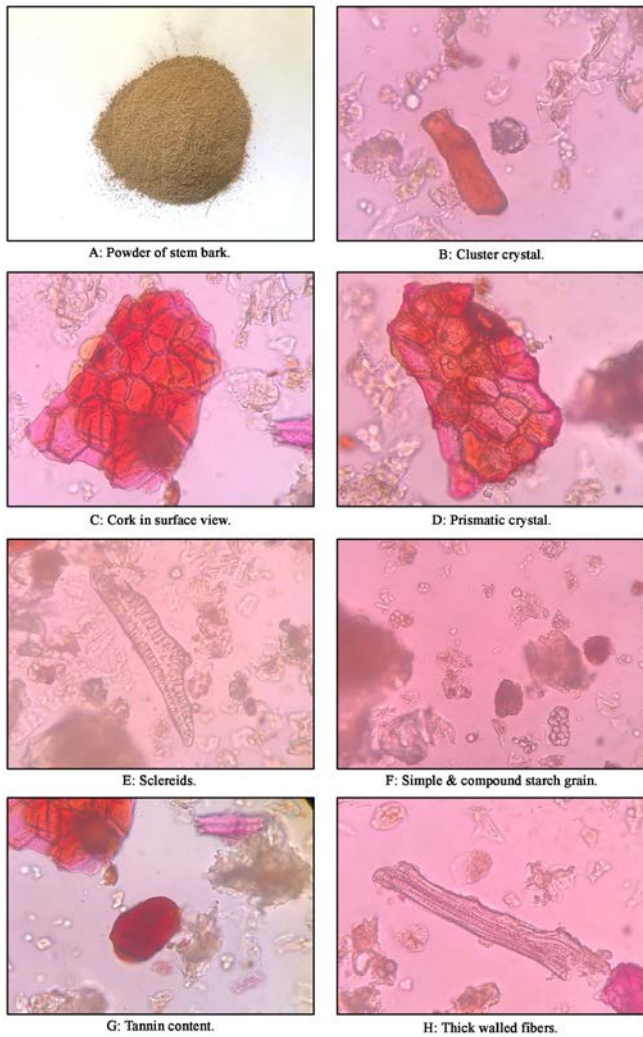 A: Powder of stem bark.
B: Cluster crystal.
C: Cork in surface view.
D: Prismatic crystal.
E: Sclereids.
F: Simple & compound starch grain.
G: Tannin content.
H: Thick walled fibers.